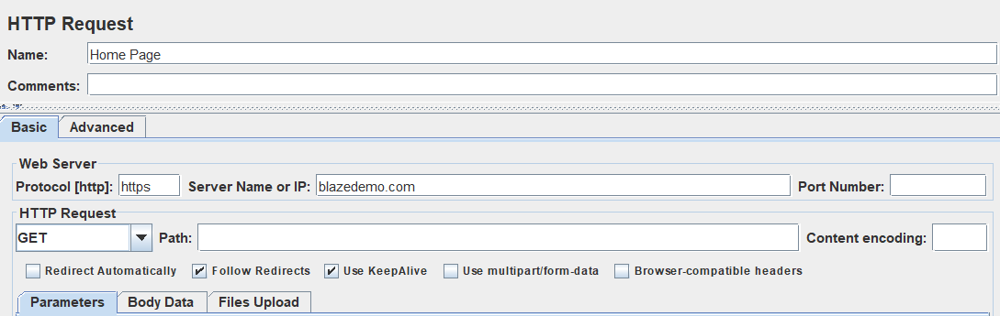 HTTP Request
Name: Home Page
Comments:
Basic Advanced
Web Server
Protocol [http]: https Server Name or IP: blazedemo.com Port Number:
HTTP Request
GET Path: Content encoding:
Redirect Automatically Follow Redirects Use KeepAlive Use multipart/form-data Browser-compatible headers
Parameters Body Data Files Upload